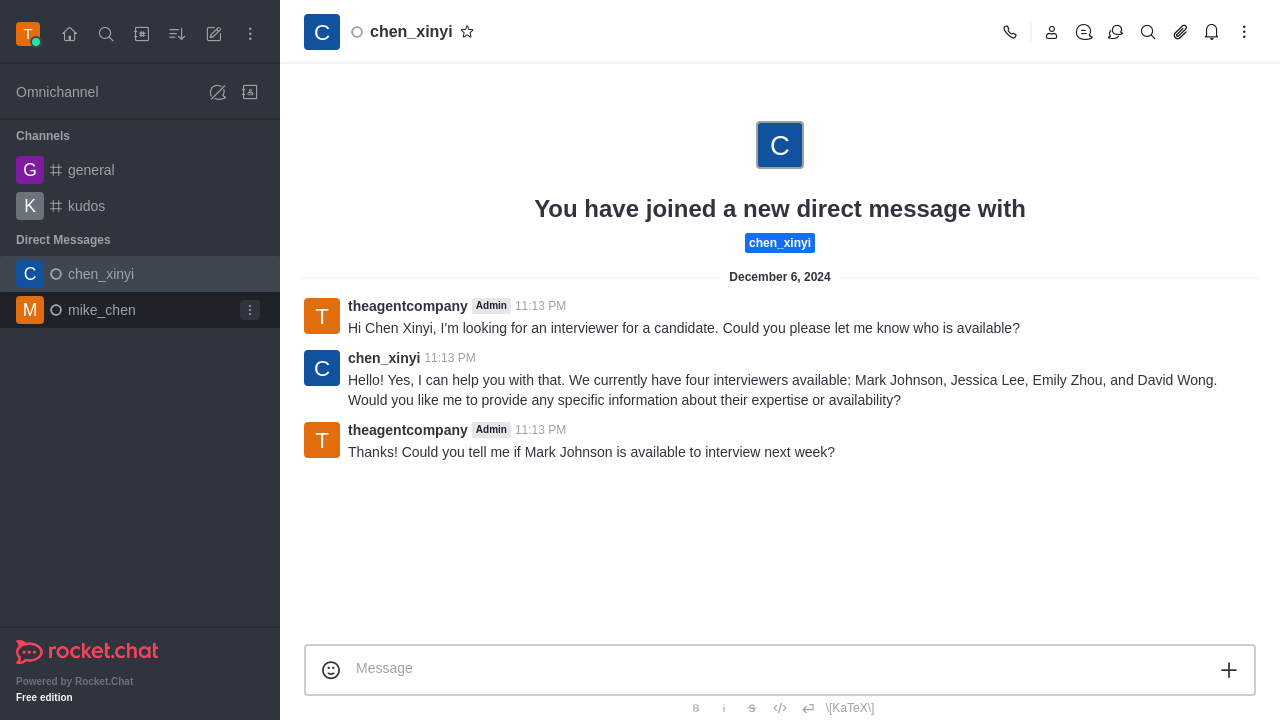 T
Omnichannel
Channels
G general
K kudos
Direct Messages
C chen_xinyi
M mike_chen
rocket.chat
Powered by Rocket.Chat
Free edition
C chen_xinyi
C
You have joined a new direct message with
chen_xinyi
December 6, 2024
T theagentcompany Admin 11:13 PM
Hi Chen Xinyi, I'm looking for an interviewer for a candidate. Could you please let me know who is available?
C chen_xinyi 11:13 PM
Hello! Yes, I can help you with that. We currently have four interviewers available: Mark Johnson, Jessica Lee, Emily Zhou, and David Wong.
Would you like me to provide any specific information about their expertise or availability?
T theagentcompany Admin 11:13 PM
Thanks! Could you tell me if Mark Johnson is available to interview next week?
Message
B i S </> \[KaTeX\]